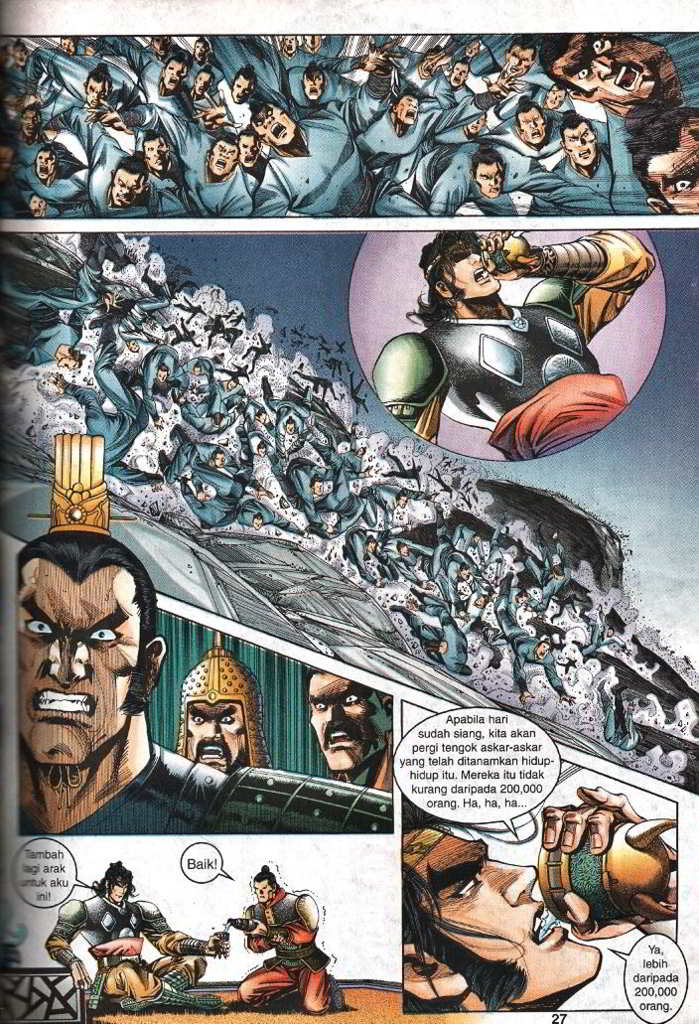 Apabila hari
sudah siang, kita akan
pergi tengok askar-askar
yang telah ditanamkan hidup-
hidup itu. Mereka itu tidak
kurang daripada 200,000
orang. Ha, ha, ha...
Tambah
lagi arak
untuk aku
ini!
Baik!
Ya,
lebih
daripada
200,000
orang.
27